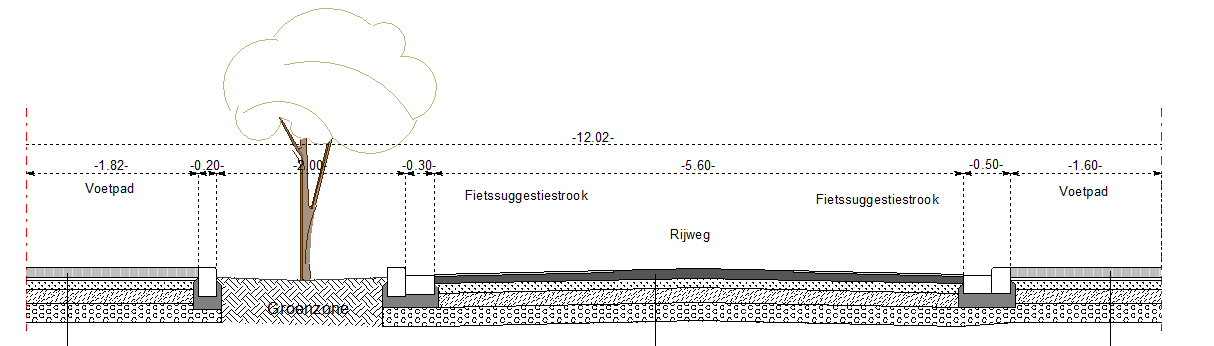 -12.02-
-1.82- -0.20- -2.00- -0.30- -5.60- -0.50- -1.60-
Voetpad Fietssuggestiestrook Fietssuggestiestrook Voetpad
Rijweg
Groenzone